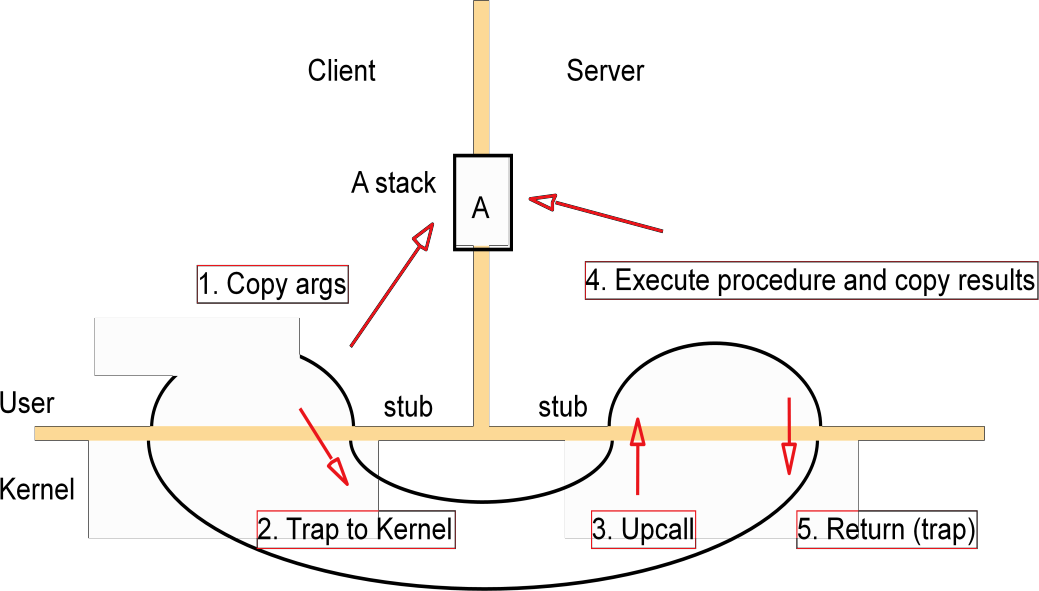 Client
Server
A stack
A
1. Copy args
4. Execute procedure and copy results
User
stub
stub
Kernel
2. Trap to Kernel
3. Upcall
5. Return (trap)